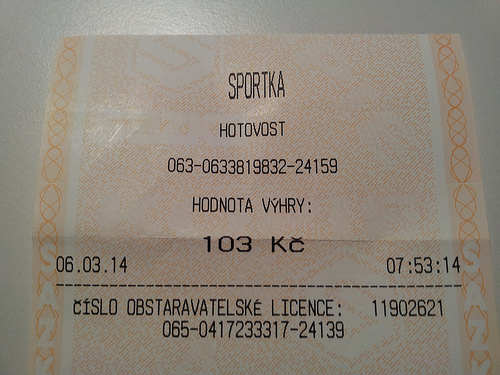 SPORTKA
HOTOVOST
063-0633819832-24159
HODNOTA VÝHRY:
103 Kč
06.03.14 07:53:14
ČÍSLO OBSTARAVATELSKÉ LICENCE: 11902621
065-0417233317-24139